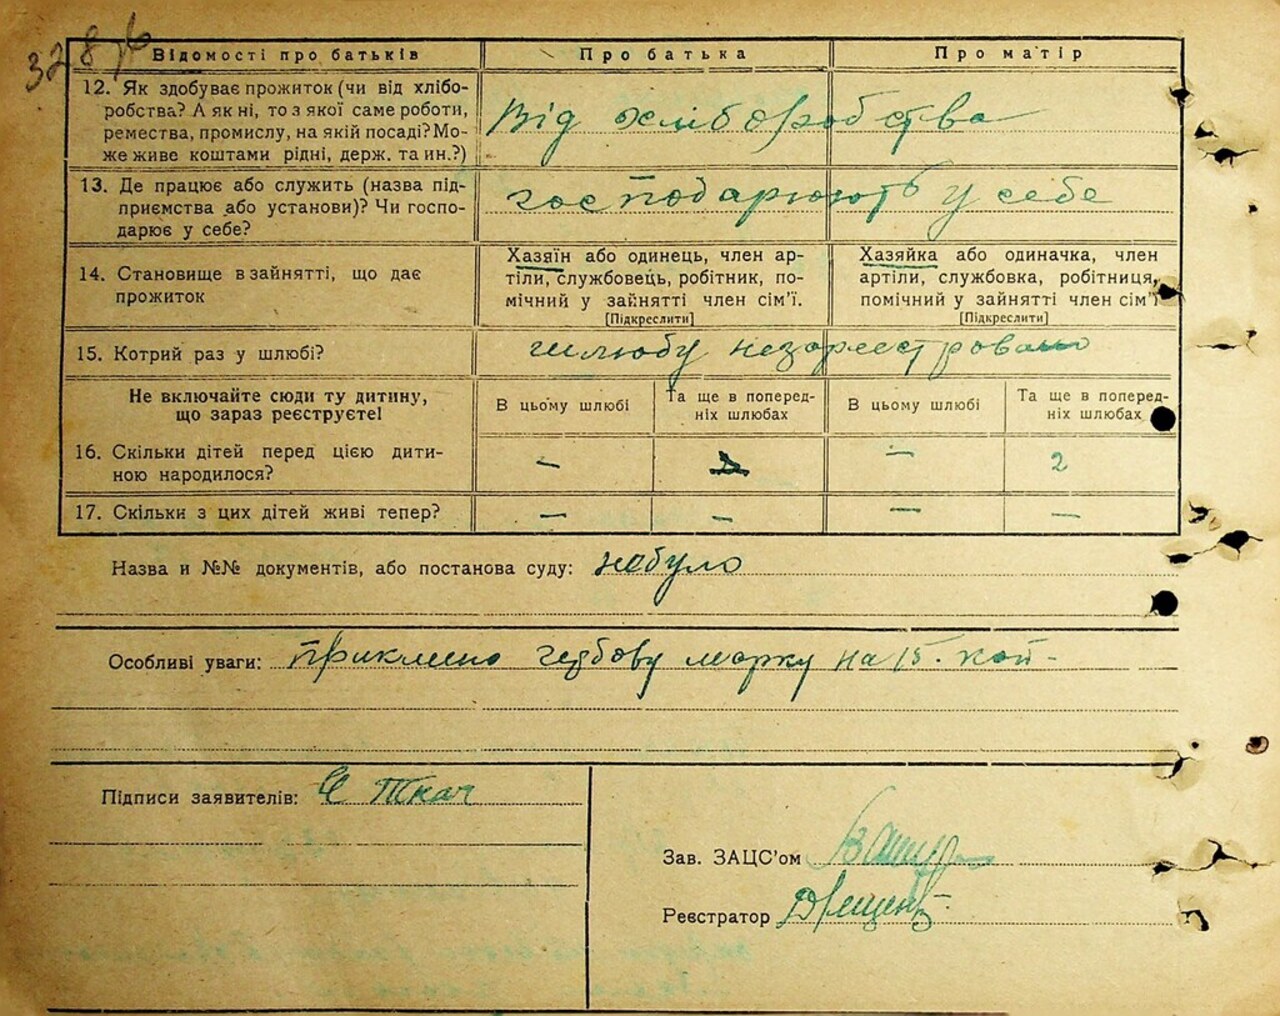 3286
Відомості про батьків Про батька Про матір
12. Як здобуває прожиток (чи від хлібо-
робства? А як ні, то з якої саме роботи,
ремества, промислу, на якій посаді? Мо-
же живе коштами рідні, держ. та ин.?)
Від хліборобства
13. Де працює або служить (назва під-
приємства або установи)? Чи госпо-
дарює у себе?
господарюють у себе
14. Становище в зайнятті, що дає
прожиток
Хазяїн або одинець, член ар-
тіли, службовець, робітник, по-
мічний у зайнятті член сім'ї.
[Підкреслити]
Хазяйка або одиначка, член
артіли, службовка, робітниця,
помічний у зайнятті член сім'ї
[Підкреслити]
15. Котрий раз у шлюбі? шлюбу незареєстровано
Не включайте сюди ту дитину,
що зараз реєструєте!
В цьому шлюбі
Та ще в поперед-
ніх шлюбах
В цьому шлюбі
Та ще в поперед-
ніх шлюбах
16. Скільки дітей перед цією дити-
ною народилося?
— — 2
17. Скільки з цих дітей живі тепер? — — — —
Назва и №№ документів, або постанова суду: небуло
Особливі уваги: приклеено гербову марку на 15. коп-
Підписи заявителів: Є Ткач
Зав. ЗАЦС'ом
Реєстратор